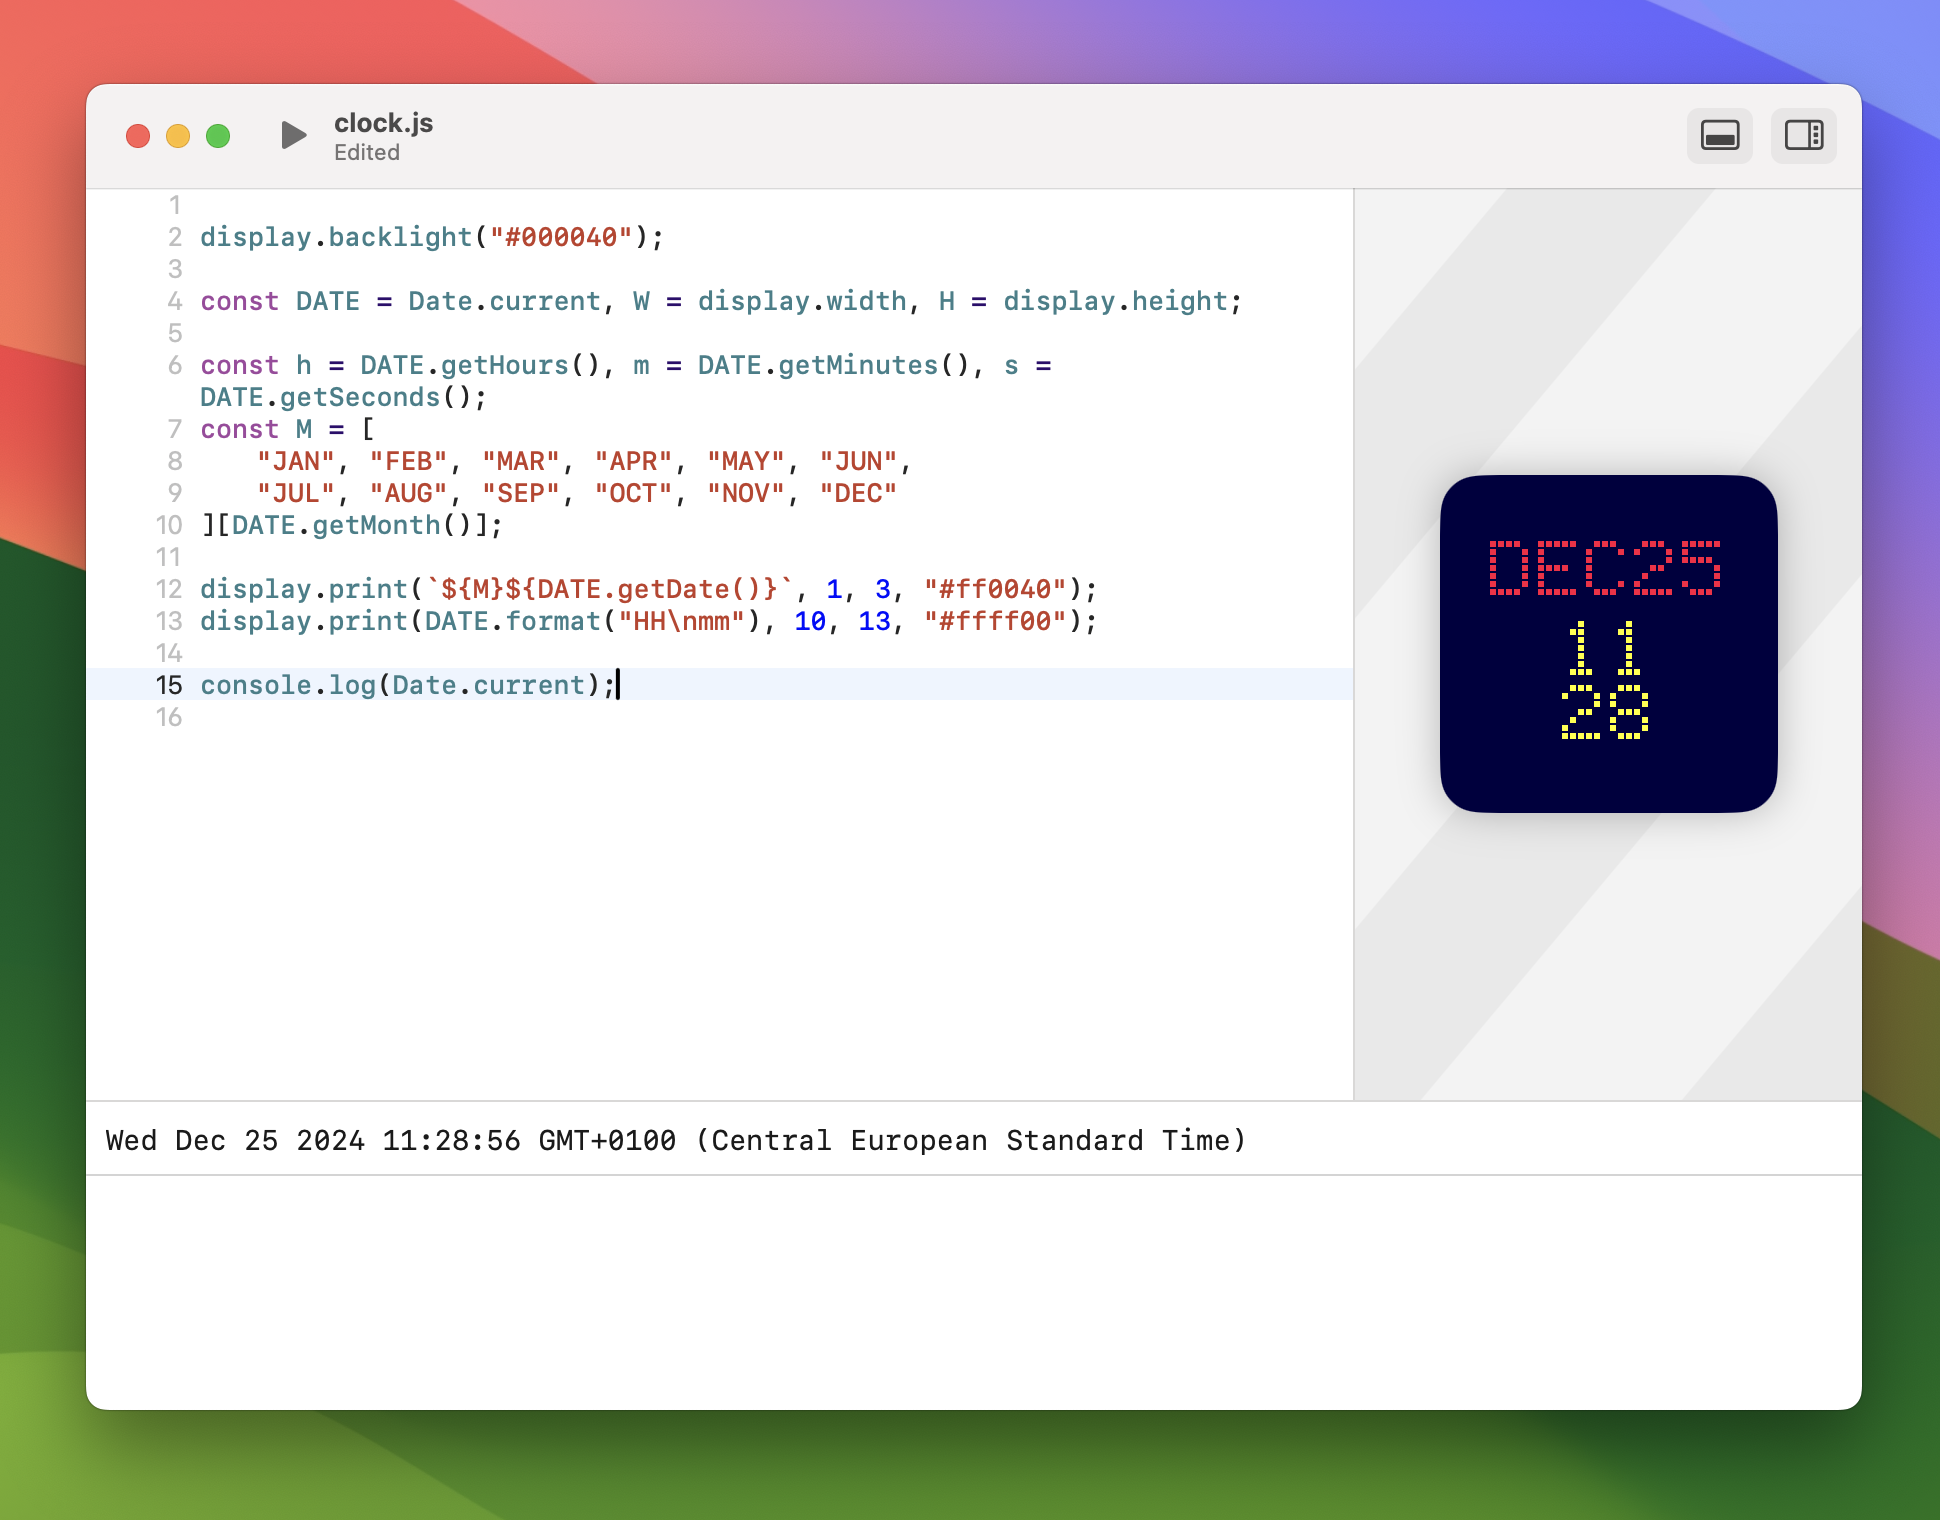 clock.js
Edited
1
2 display.backlight("#000040");
3
4 const DATE = Date.current, W = display.width, H = display.height;
5
6 const h = DATE.getHours(), m = DATE.getMinutes(), s =
DATE.getSeconds();
7 const M = [
8 "JAN", "FEB", "MAR", "APR", "MAY", "JUN",
9 "JUL", "AUG", "SEP", "OCT", "NOV", "DEC"
10 ][DATE.getMonth()];
11
12 display.print(`${M}${DATE.getDate()}`, 1, 3, "#ff0040");
13 display.print(DATE.format("HH\nmm"), 10, 13, "#ffff00");
14
15 console.log(Date.current);
16
DEC25
11
28
Wed Dec 25 2024 11:28:56 GMT+0100 (Central European Standard Time)